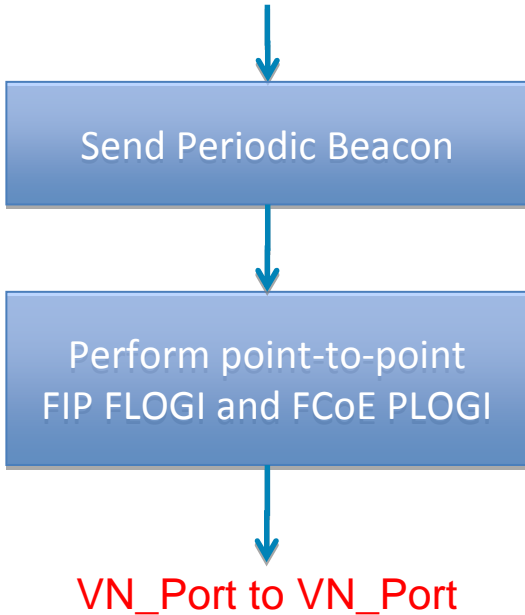 Send Periodic Beacon
Perform point-to-point
FIP FLOGI and FCoE PLOGI
VN_Port to VN_Port